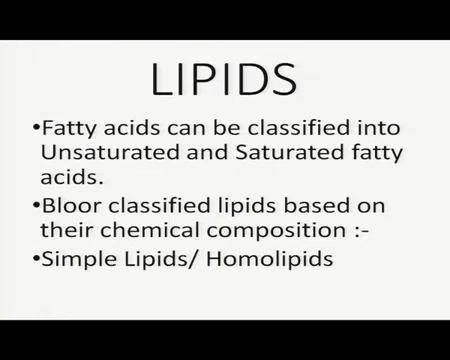 LIPIDS
•Fatty acids can be classified into
Unsaturated and Saturated fatty
acids.
•Bloor classified lipids based on
their chemical composition :-
•Simple Lipids/ Homolipids